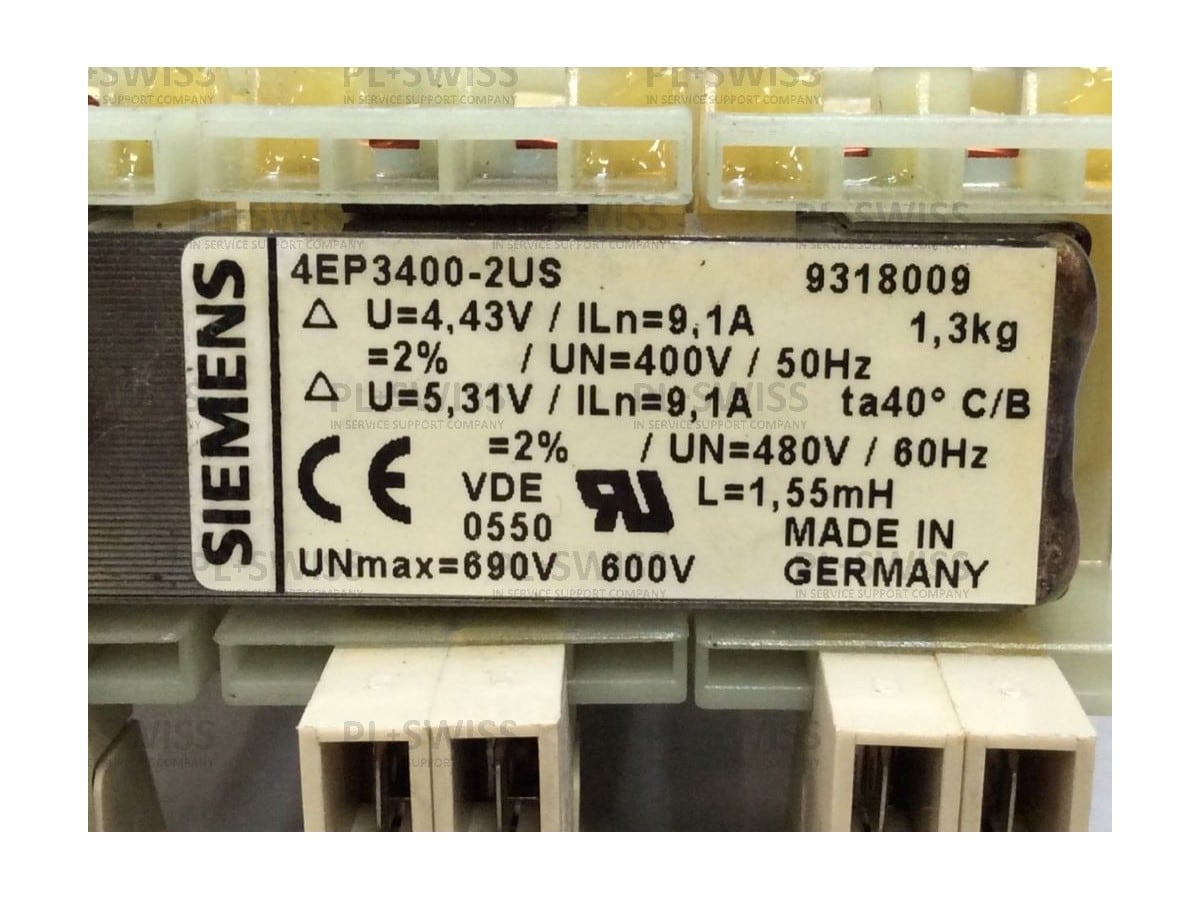 SIEMENS
4EP3400-2US 9318009
△ U=4,43V / ILn=9,1A 1,3kg
=2% / UN=400V / 50Hz
△ U=5,31V / ILn=9,1A ta40° C/B
=2% / UN=480V / 60Hz
CE VDE RU L=1,55mH
0550 MADE IN
UNmax=690V 600V GERMANY
PL+SWISS
IN SERVICE SUPPORT COMPANY